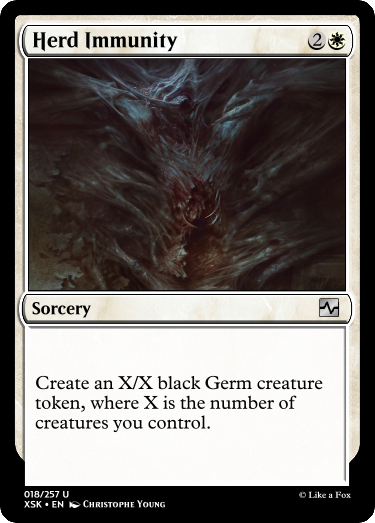 Herd Immunity 2
Sorcery
Create an X/X black Germ creature
token, where X is the number of
creatures you control.
018/257 U
XSK • EN Christophe Young
© Like a Fox